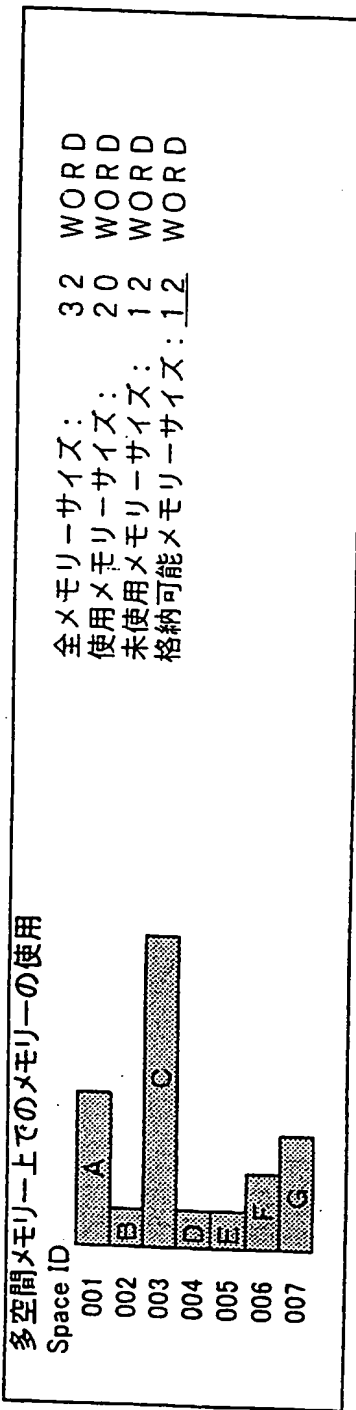 多空間メモリー上でのメモリーの使用
Space ID
001 A
002 B
003 C
004 D
005 E
006 F
007 G
全メモリーサイズ： 32 WORD
使用メモリーサイズ： 20 WORD
未使用メモリーサイズ： 12 WORD
格納可能メモリーサイズ：12 WORD